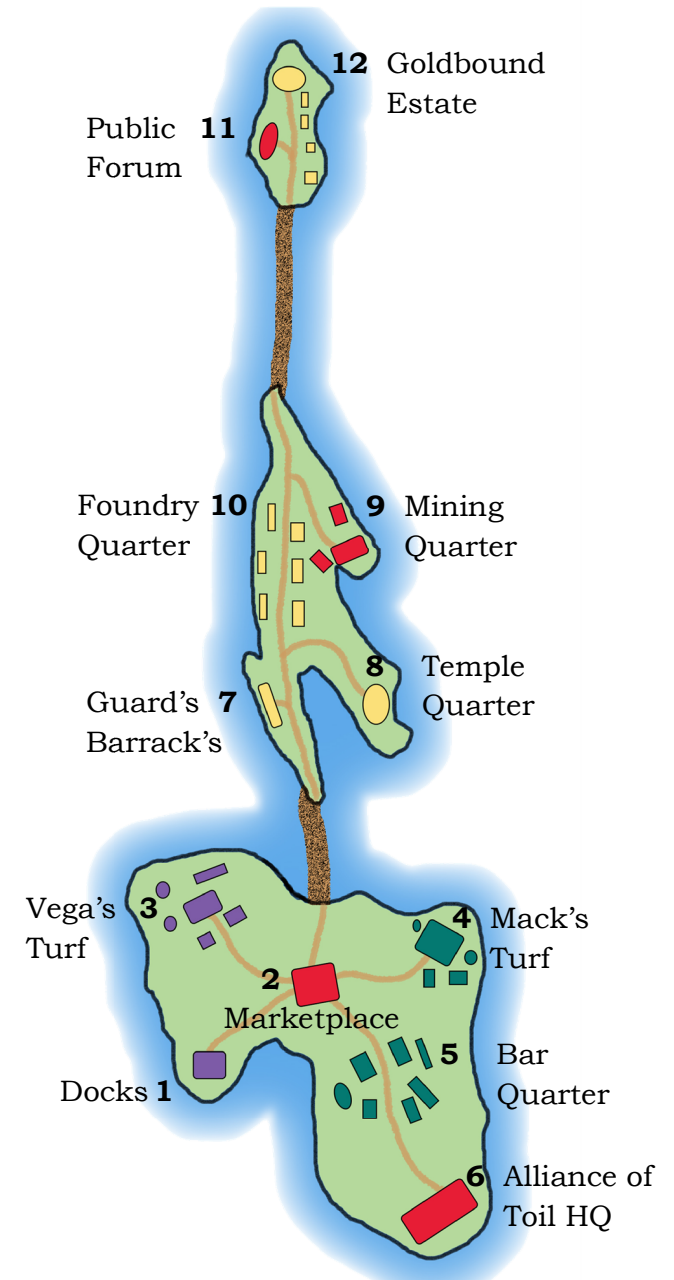 12 Goldbound
Estate
Public 11
Forum
Foundry 10
Quarter
9 Mining
Quarter
8 Temple
Quarter
Guard's 7
Barrack's
Vega's 3
Turf
4 Mack's
Turf
2
Marketplace
5 Bar
Quarter
Docks 1
6 Alliance of
Toil HQ